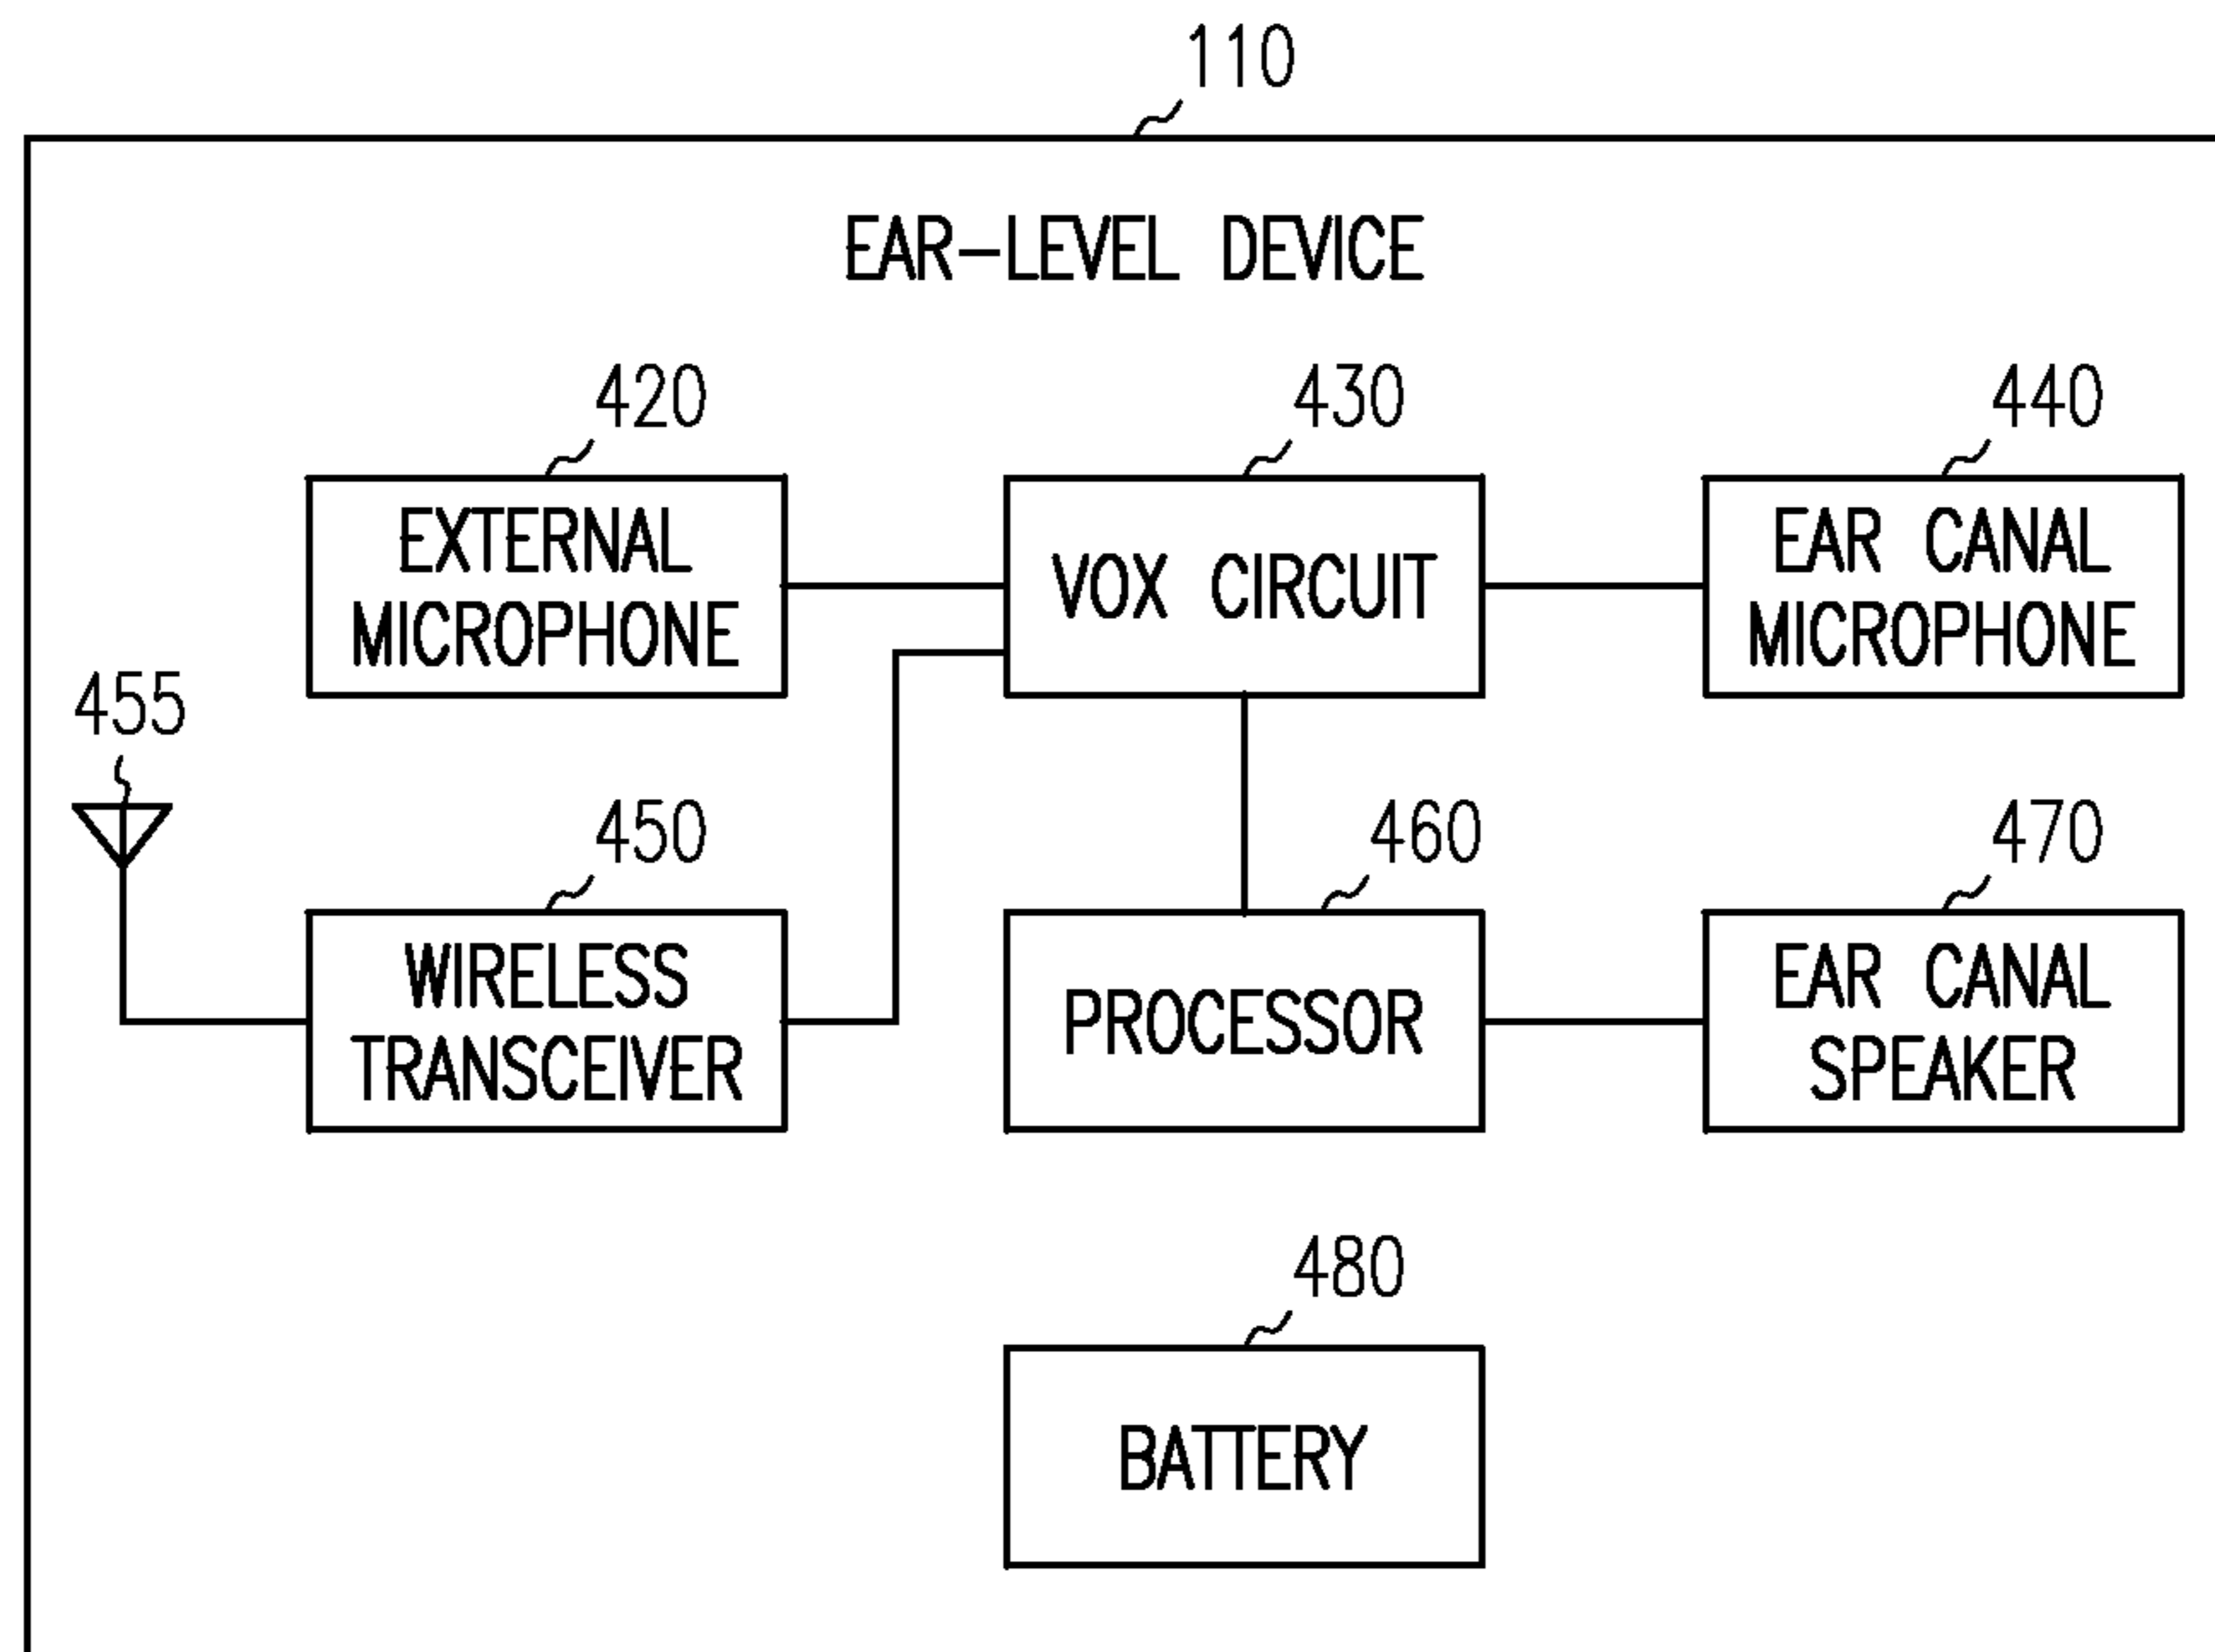 110
EAR-LEVEL DEVICE
420
430
440
EXTERNAL
MICROPHONE
VOX CIRCUIT
EAR CANAL
MICROPHONE
455
450
460
470
WIRELESS
TRANSCEIVER
PROCESSOR
EAR CANAL
SPEAKER
480
BATTERY